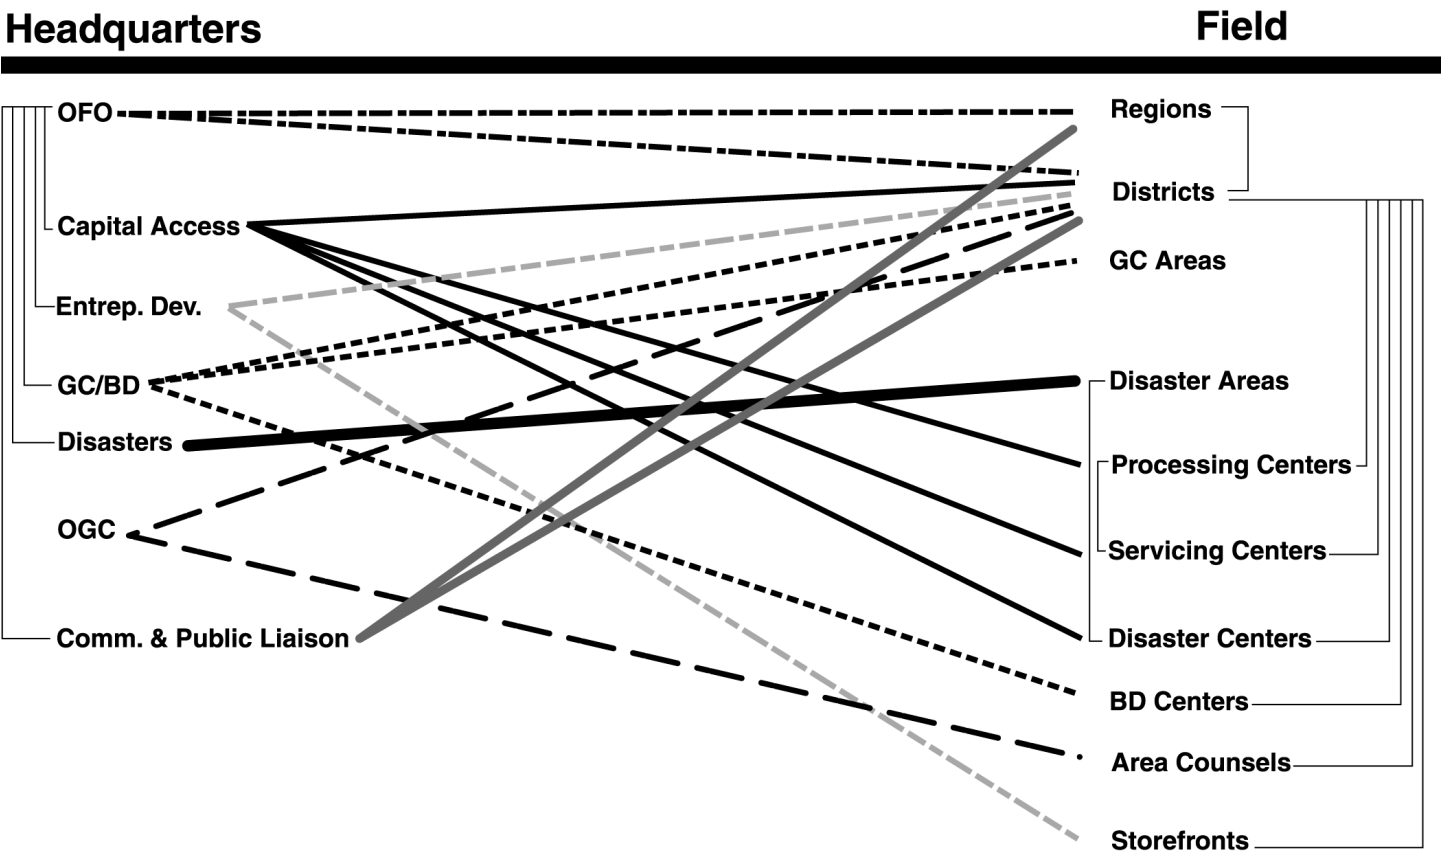 Headquarters
Field
OFO
Regions
Districts
Capital Access
GC Areas
Entrep. Dev.
GC/BD
Disaster Areas
Disasters
Processing Centers
OGC
Servicing Centers
Comm. & Public Liaison
Disaster Centers
BD Centers
Area Counsels
Storefronts